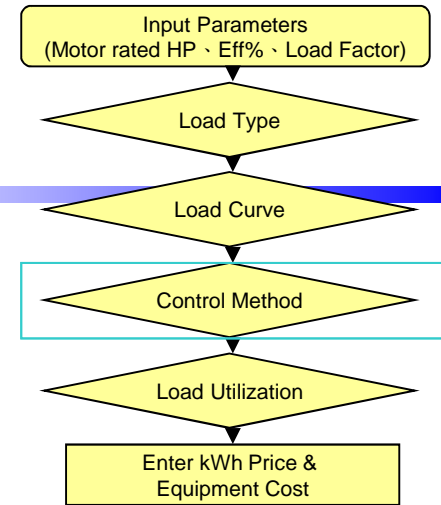 Input Parameters
(Motor rated HP、Eff%、Load Factor)
Load Type
Load Curve
Control Method
Load Utilization
Enter kWh Price &
Equipment Cost